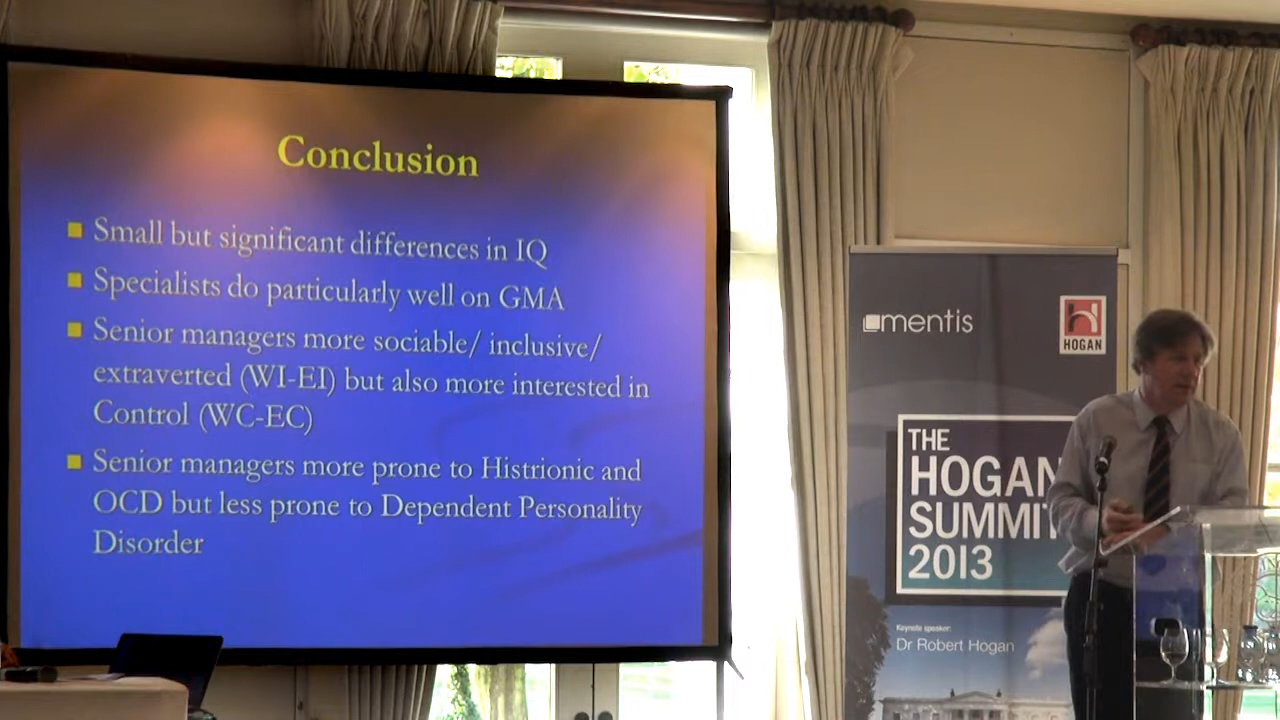 Conclusion
Small but significant differences in IQ
Specialists do particularly well on GMA
Senior managers more sociable/ inclusive/
extraverted (WI-EI) but also more interested in
Control (WC-EC)
Senior managers more prone to Histrionic and
OCD but less prone to Dependent Personality
Disorder
mentis
HOGAN
THE
HOGAN
SUMMIT
2013
Keynote speaker:
Dr Robert Hogan